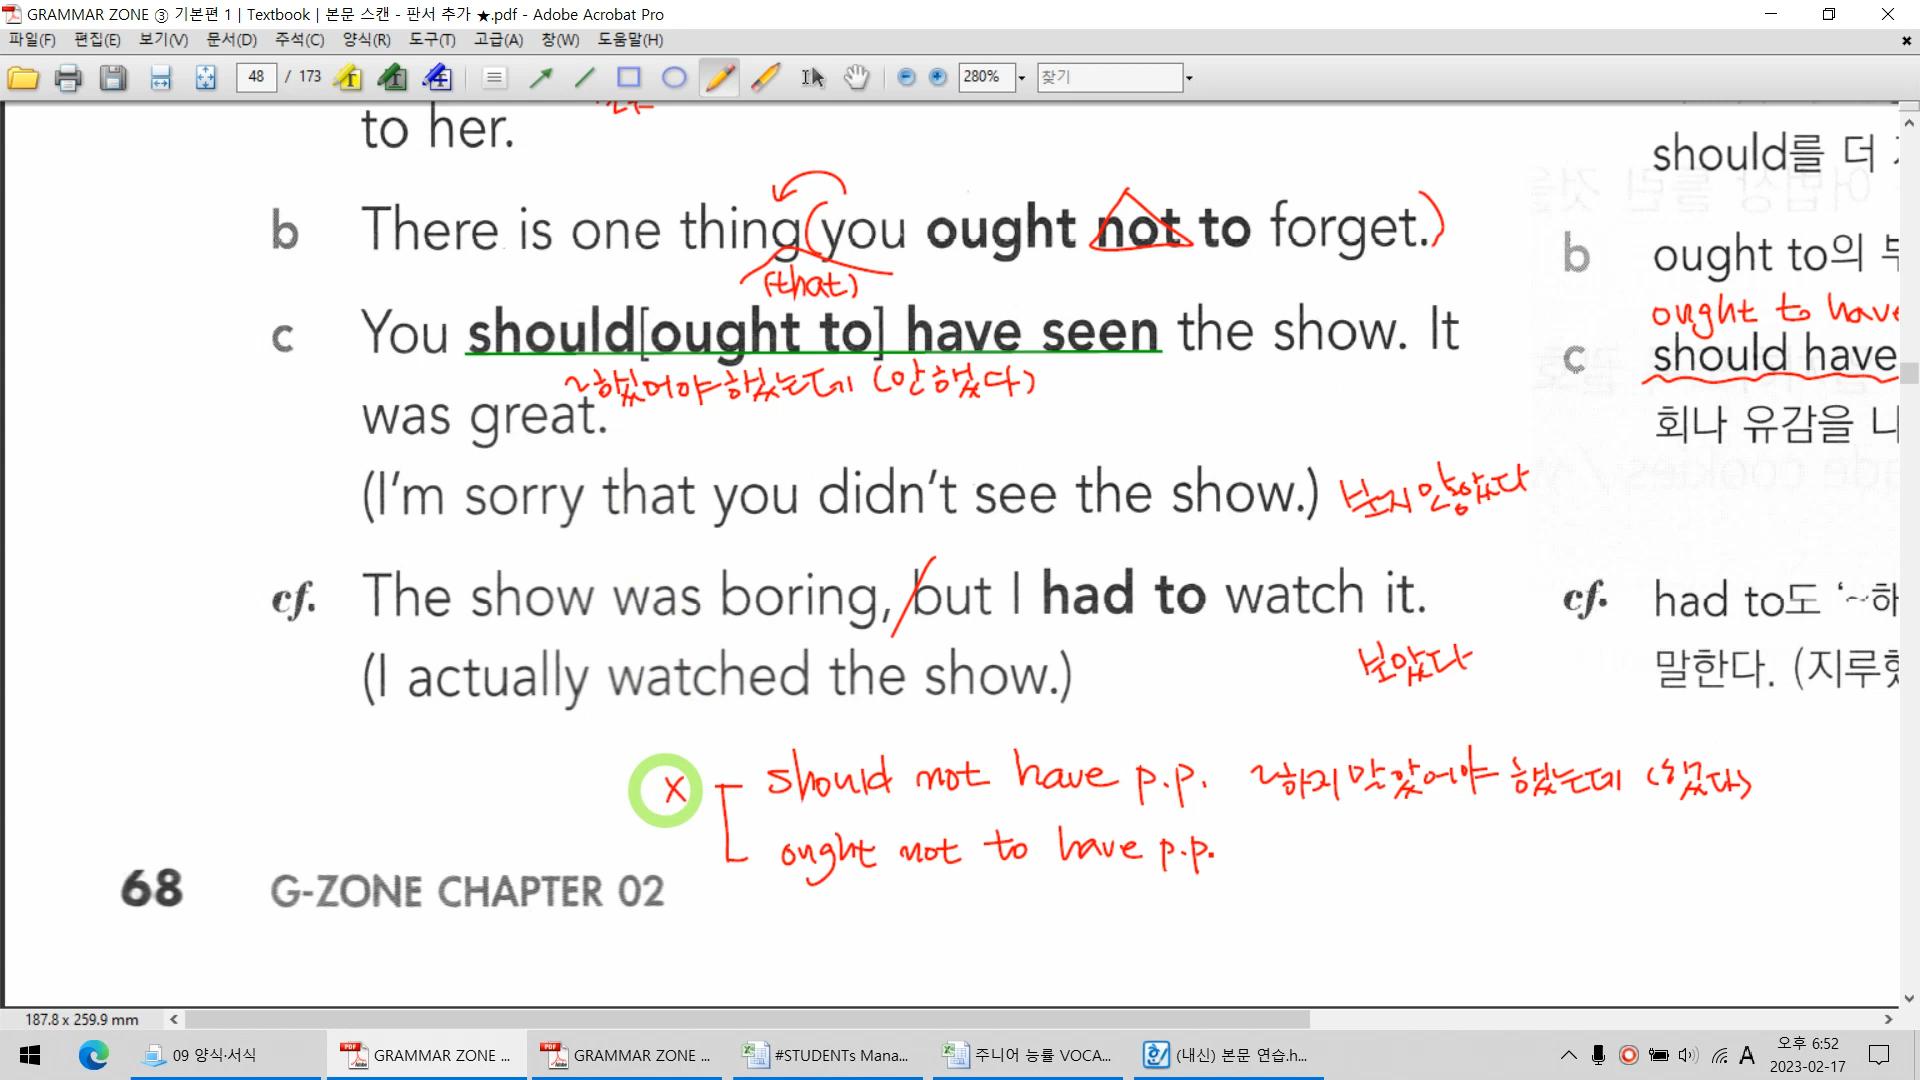 GRAMMAR ZONE ③ 기본편 1 | Textbook | 본문 스캔 - 판서 추가 ★.pdf - Adobe Acrobat Pro
파일(F) 편집(E) 보기(V) 문서(D) 주석(C) 양식(R) 도구(T) 고급(A) 창(W) 도움말(H)
48 / 173 280% 찾기
to her.
should를 더
b There is one thing (you ought not to forget.)
(that)
b ought to의 부
ought to have
c You should[ought to] have seen the show. It
c should have
~했어야 했는데 (안 했다)
was great.
회나 유감을 나
(I'm sorry that you didn't see the show.) 보지 않았다
cf. The show was boring, / but I had to watch it.
cf. had to도 '~해
(I actually watched the show.) 보았다
말한다. (지루했
X should not have p.p. ~하지 말았어야 했는데 (했다)
ought not to have p.p.
68 G-ZONE CHAPTER 02
187.8 x 259.9 mm
09 양식·서식 GRAMMAR ZONE ... GRAMMAR ZONE ... #STUDENTs Mana... 주니어 능률 VOCA... (내신) 본문 연습.h... A 오후 6:52
2023-02-17